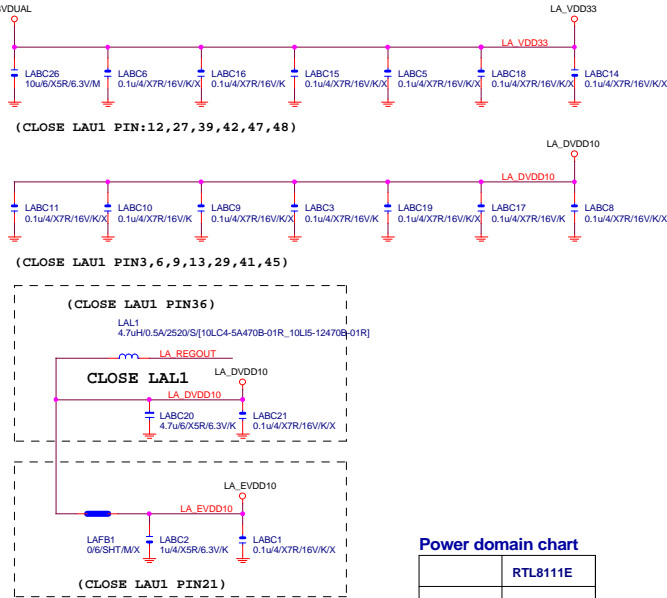 VDUAL
LA_VDD33
LA_VDD33
LABC26
10u/6/X5R/6.3V/M
LABC6
0.1u/4/X7R/16V/K/X
LABC16
0.1u/4/X7R/16V/K
LABC15
0.1u/4/X7R/16V/K/X
LABC5
0.1u/4/X7R/16V/K/X
LABC18
0.1u/4/X7R/16V/K/X
LABC14
0.1u/4/X7R/16V/K/X
(CLOSE LAU1 PIN:12,27,39,42,47,48)
LA_DVDD10
LA_DVDD10
LABC11
0.1u/4/X7R/16V/K/X
LABC10
0.1u/4/X7R/16V/K
LABC9
0.1u/4/X7R/16V/K/X
LABC3
0.1u/4/X7R/16V/K
LABC19
0.1u/4/X7R/16V/K/X
LABC17
0.1u/4/X7R/16V/K
LABC8
0.1u/4/X7R/16V/K/X
(CLOSE LAU1 PIN3,6,9,13,29,41,45)
(CLOSE LAU1 PIN36)
LAL1
4.7uH/0.5A/2520/S/[10LC4-5A470B-01R_10LI5-12470B-01R]
LA_REGOUT
CLOSE LAL1
LA_DVDD10
LA_DVDD10
LABC20
4.7u/6/X5R/6.3V/K
LABC21
0.1u/4/X7R/16V/K/X
LA_EVDD10
LA_EVDD10
LAFB1
0/6/SHT/M/X
LABC2
1u/4/X5R/6.3V/K
LABC1
0.1u/4/X7R/16V/K/X
(CLOSE LAU1 PIN21)
Power domain chart
RTL8111E